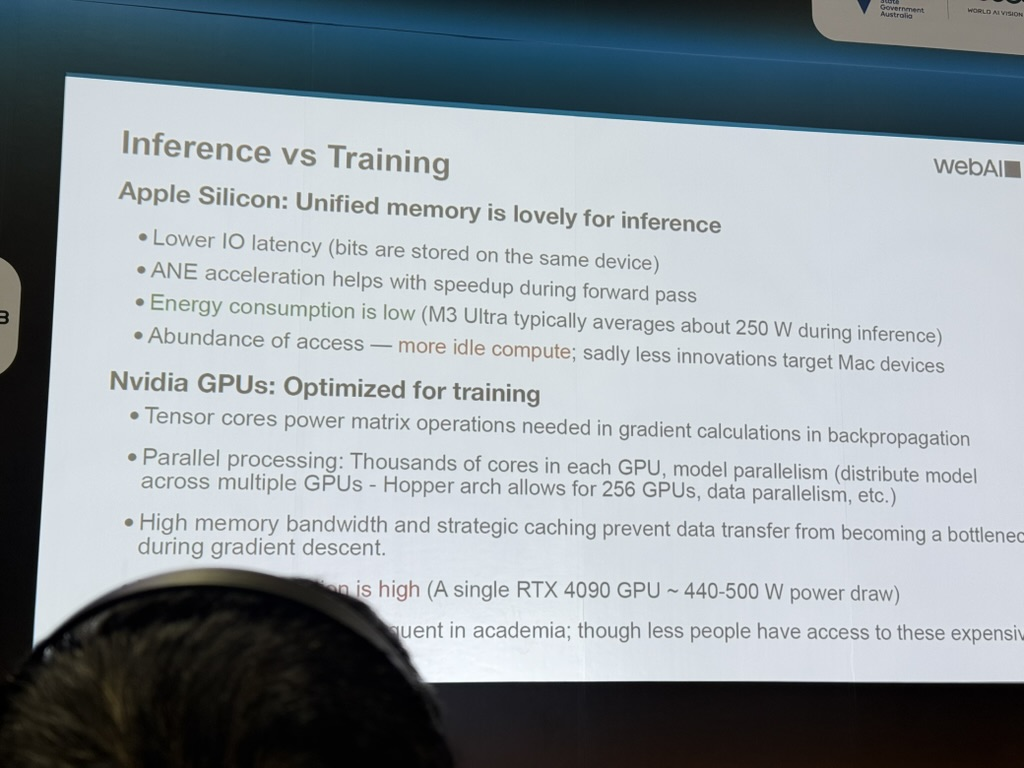 State
Government
Australia
WORLD AI VISION
Inference vs Training
webAI
Apple Silicon: Unified memory is lovely for inference
• Lower IO latency (bits are stored on the same device)
• ANE acceleration helps with speedup during forward pass
• Energy consumption is low (M3 Ultra typically averages about 250 W during inference)
• Abundance of access — more idle compute; sadly less innovations target Mac devices
Nvidia GPUs: Optimized for training
• Tensor cores power matrix operations needed in gradient calculations in backpropagation
• Parallel processing: Thousands of cores in each GPU, model parallelism (distribute model
across multiple GPUs - Hopper arch allows for 256 GPUs, data parallelism, etc.)
• High memory bandwidth and strategic caching prevent data transfer from becoming a bottlenec
during gradient descent.
is high (A single RTX 4090 GPU ~ 440-500 W power draw)
in academia; though less people have access to these expensiv